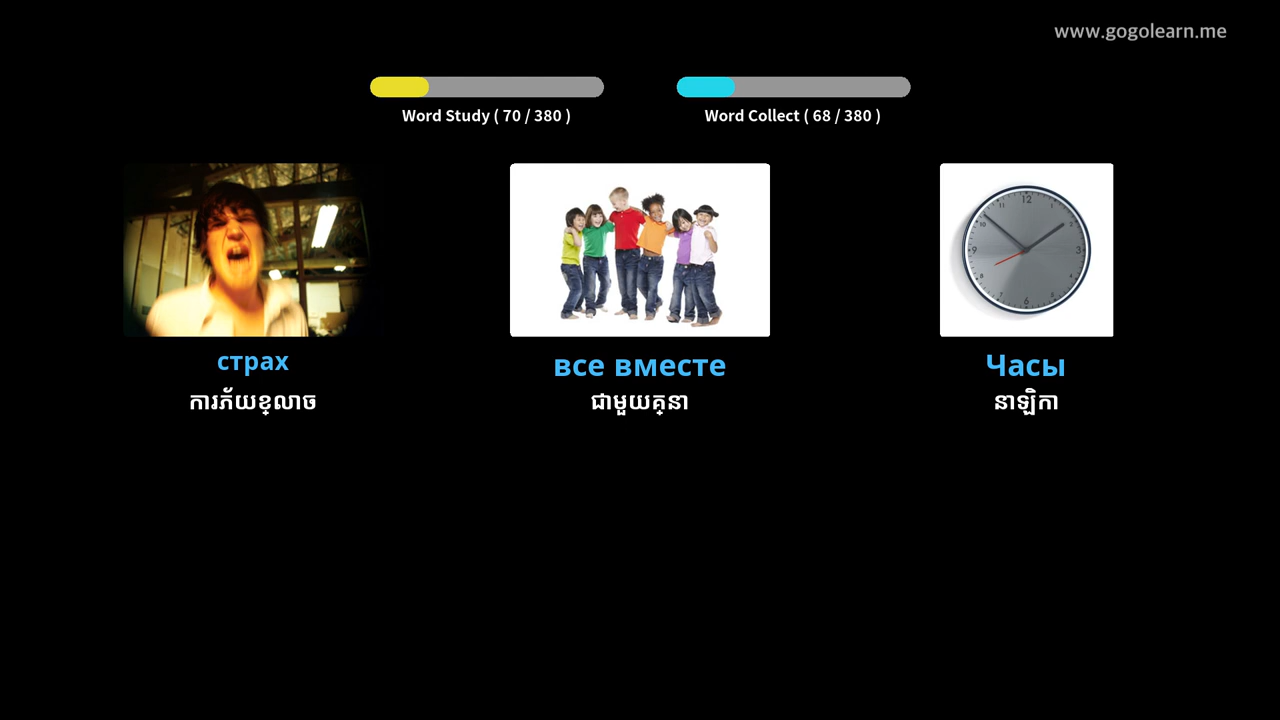 www.gogolearn.me
Word Study ( 70 / 380 )
Word Collect ( 68 / 380 )
страх
все вместе
Часы
ការភ័យខ្លាច
ជាមួយគ្នា
នាឡិកា